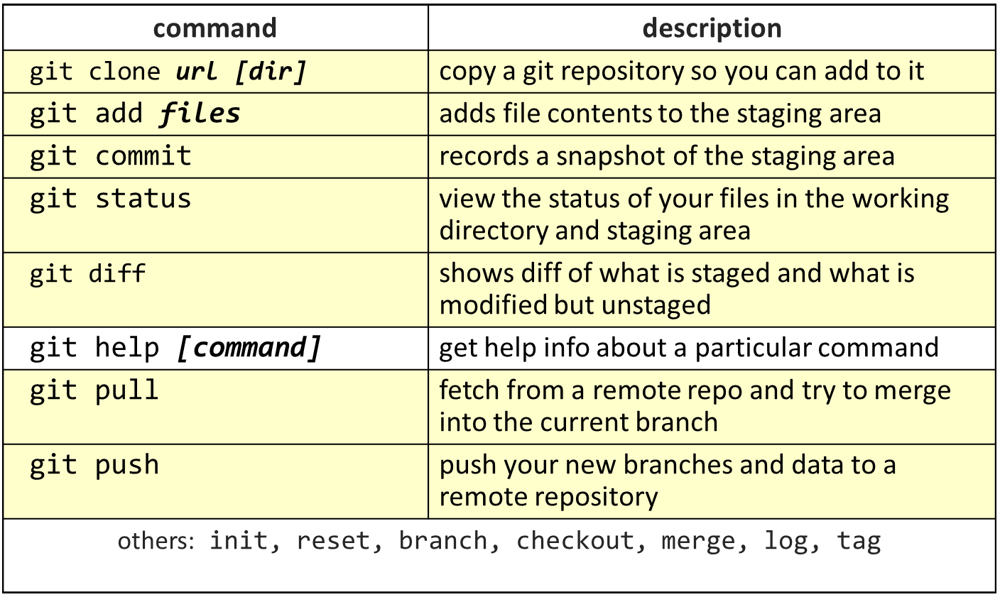 command description
git clone url [dir] copy a git repository so you can add to it
git add files adds file contents to the staging area
git commit records a snapshot of the staging area
git status view the status of your files in the working
directory and staging area
git diff shows diff of what is staged and what is
modified but unstaged
git help [command] get help info about a particular command
git pull fetch from a remote repo and try to merge
into the current branch
git push push your new branches and data to a
remote repository
others: init, reset, branch, checkout, merge, log, tag